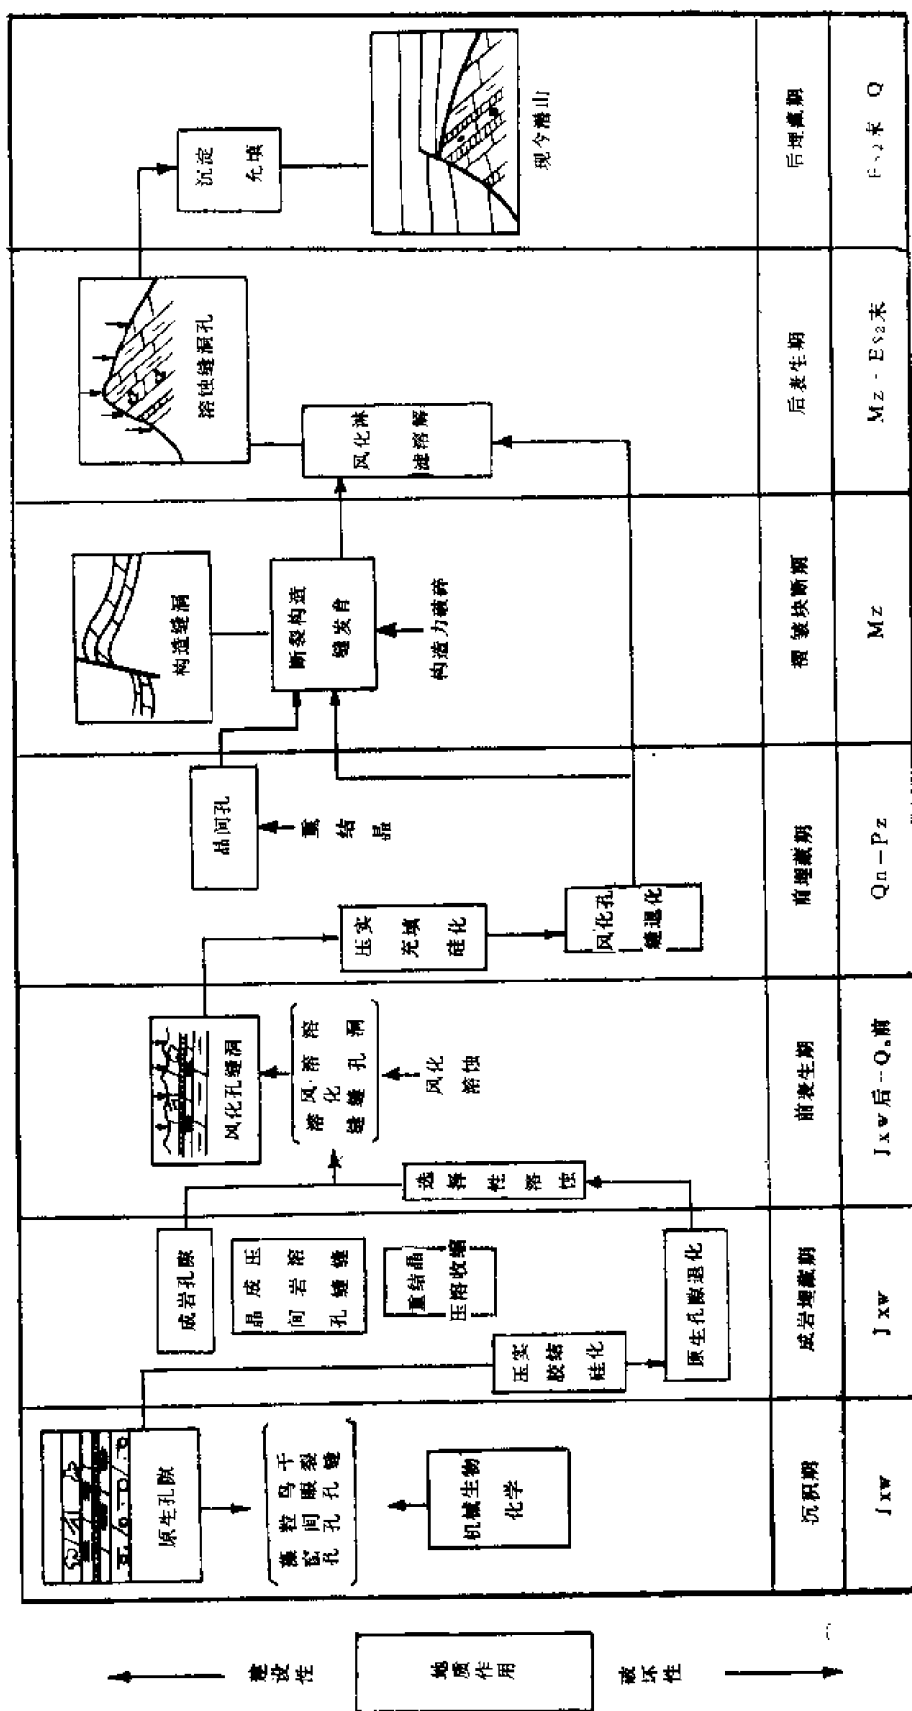 建设性
地质作用
破坏性
原生孔隙
藻窗孔
粒间孔
鸟眼孔
干裂缝
机械生物
化学
沉积期
Jxw
成岩孔隙
晶间孔
成岩缝
压溶缝
重结晶
压溶收缩
压实
胶结
硅化
原生孔隙退化
成岩埋藏期
Jxw
风化孔缝洞
溶缝
风化缝
溶孔
溶洞
风化
溶蚀
选择性溶蚀
前表生期
Jxw后--Qn前
晶间孔
重结晶
压实
充填
硅化
风化孔
缝退化
前埋藏期
Qn-Pz
构造缝洞
断裂构造
缝发育
构造力破碎
褶皱块断期
Mz
溶蚀缝洞孔
风化淋
滤溶解
后表生期
Mz-Es₂末
沉淀
充填
现今潜山
后埋藏期
Es₂末 Q